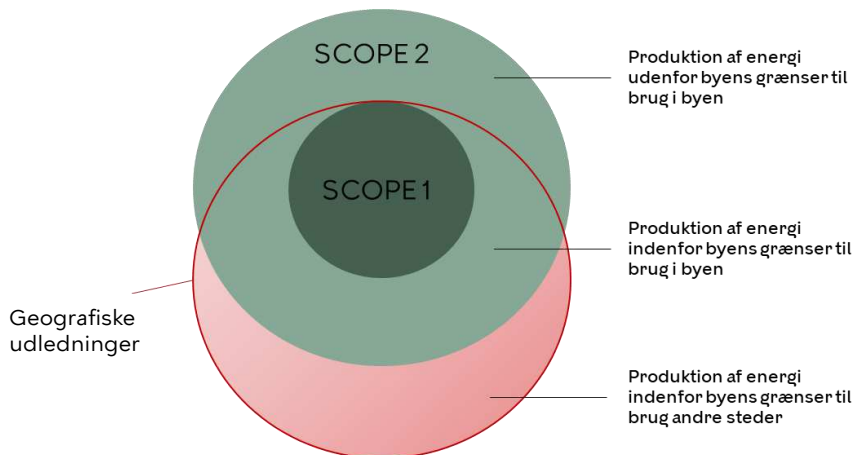 SCOPE 2
Produktion af energi
udenfor byens grænser til
brug i byen
SCOPE 1
Produktion af energi
indenfor byens grænser til
brug i byen
Geografiske
udledninger
Produktion af energi
indenfor byens grænser til
brug andre steder